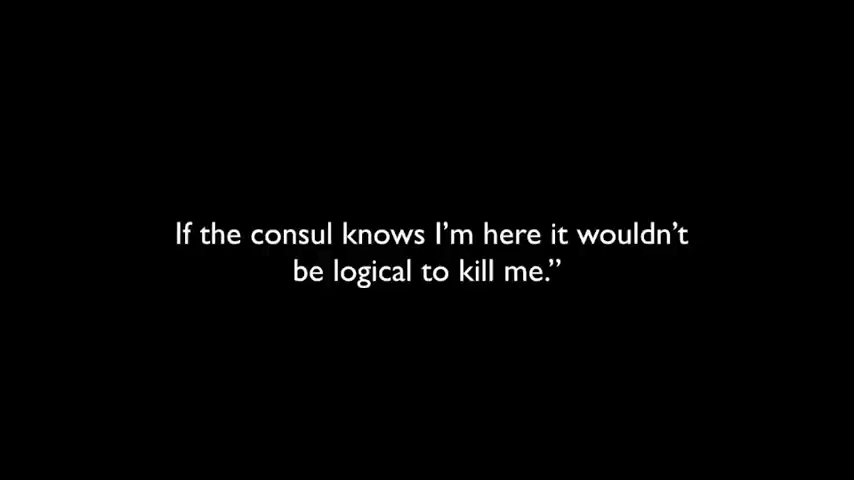 If the consul knows I’m here it wouldn’t
be logical to kill me.”